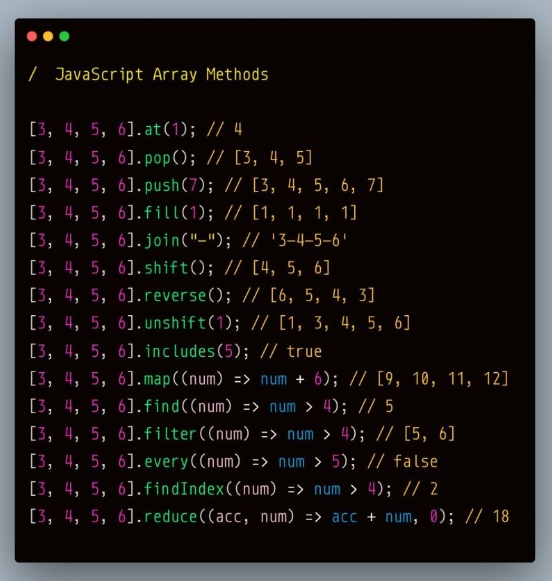 / JavaScript Array Methods
[3, 4, 5, 6].at(1); // 4
[3, 4, 5, 6].pop(); // [3, 4, 5]
[3, 4, 5, 6].push(7); // [3, 4, 5, 6, 7]
[3, 4, 5, 6].fill(1); // [1, 1, 1, 1]
[3, 4, 5, 6].join("-"); // '3-4-5-6'
[3, 4, 5, 6].shift(); // [4, 5, 6]
[3, 4, 5, 6].reverse(); // [6, 5, 4, 3]
[3, 4, 5, 6].unshift(1); // [1, 3, 4, 5, 6]
[3, 4, 5, 6].includes(5); // true
[3, 4, 5, 6].map((num) => num + 6); // [9, 10, 11, 12]
[3, 4, 5, 6].find((num) => num > 4); // 5
[3, 4, 5, 6].filter((num) => num > 4); // [5, 6]
[3, 4, 5, 6].every((num) => num > 5); // false
[3, 4, 5, 6].findIndex((num) => num > 4); // 2
[3, 4, 5, 6].reduce((acc, num) => acc + num, 0); // 18